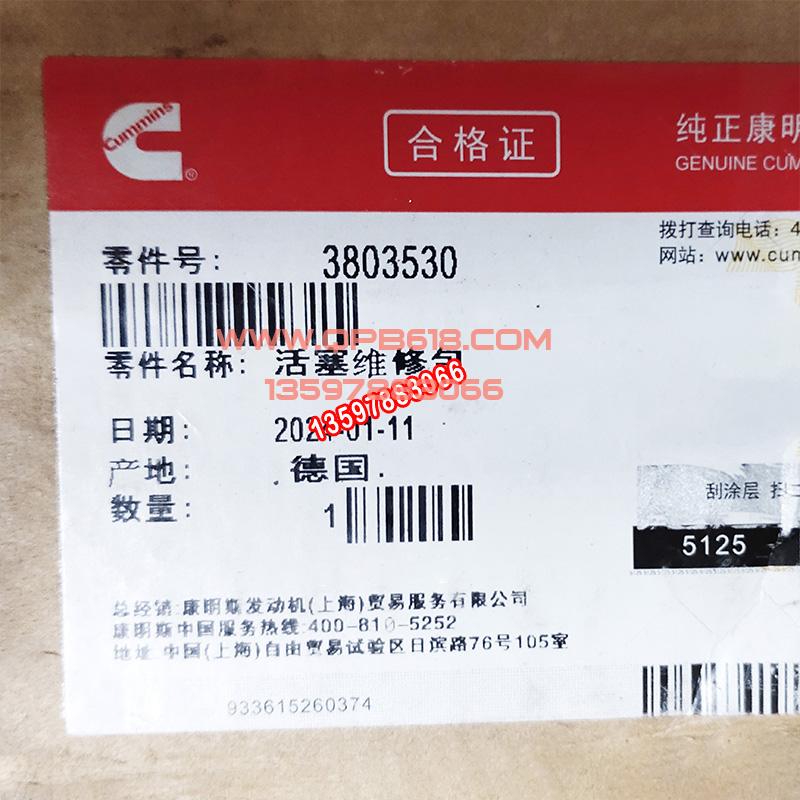 Cummins
合格证
纯正康明
GENUINE CUM
拨打查询电话：4
网站：www.cum
零件号： 3803530
WWW.QPB618.COM
零件名称： 活塞维修包
13597883966
13597883966
日期： 2021-01-11
产地： 德国
数量： 1
刮涂层
5125
总经销:康明斯发动机(上海)贸易服务有限公司
康明斯中国服务热线:400-810-5252
地址:中国(上海)自由贸易试验区日滨路76号105室
933615260374